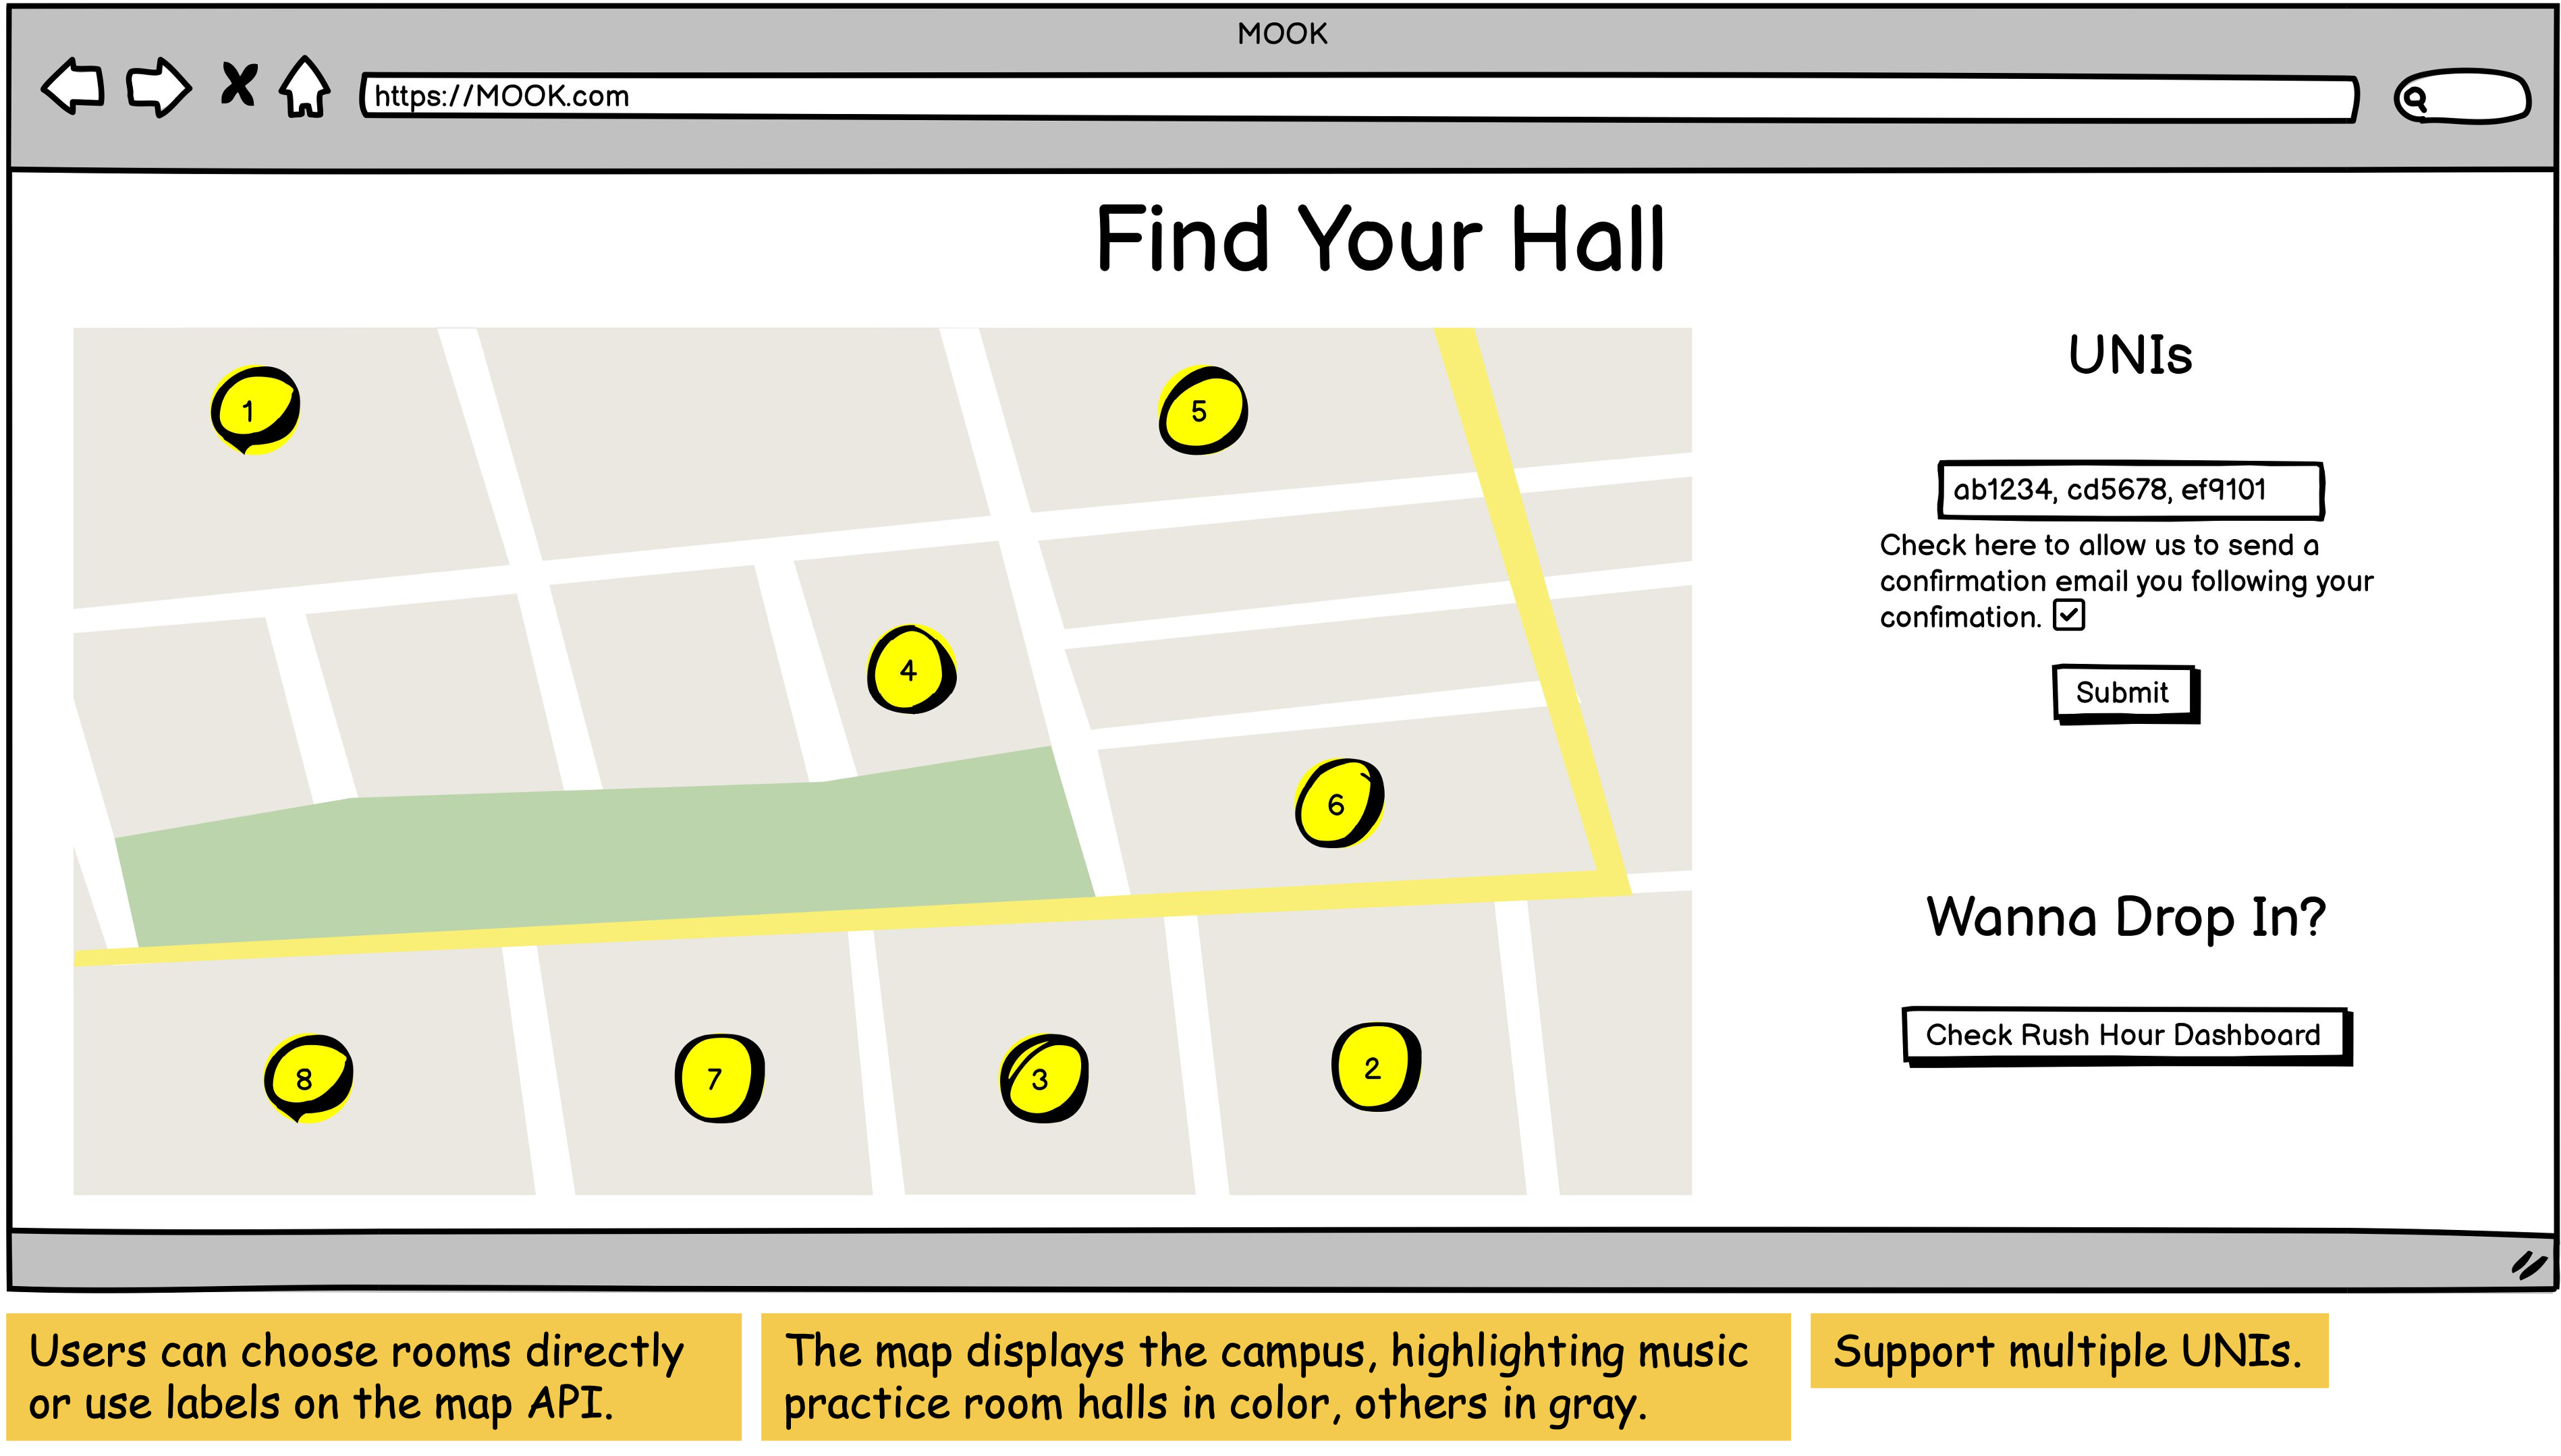 MOOK
https://MOOK.com
Find Your Hall
1
5
4
6
8
7
3
2
UNIs
ab1234, cd5678, ef9101
Check here to allow us to send a
confirmation email you following your
confimation.
Submit
Wanna Drop In?
Check Rush Hour Dashboard
Users can choose rooms directly
or use labels on the map API.
The map displays the campus, highlighting music
practice room halls in color, others in gray.
Support multiple UNIs.